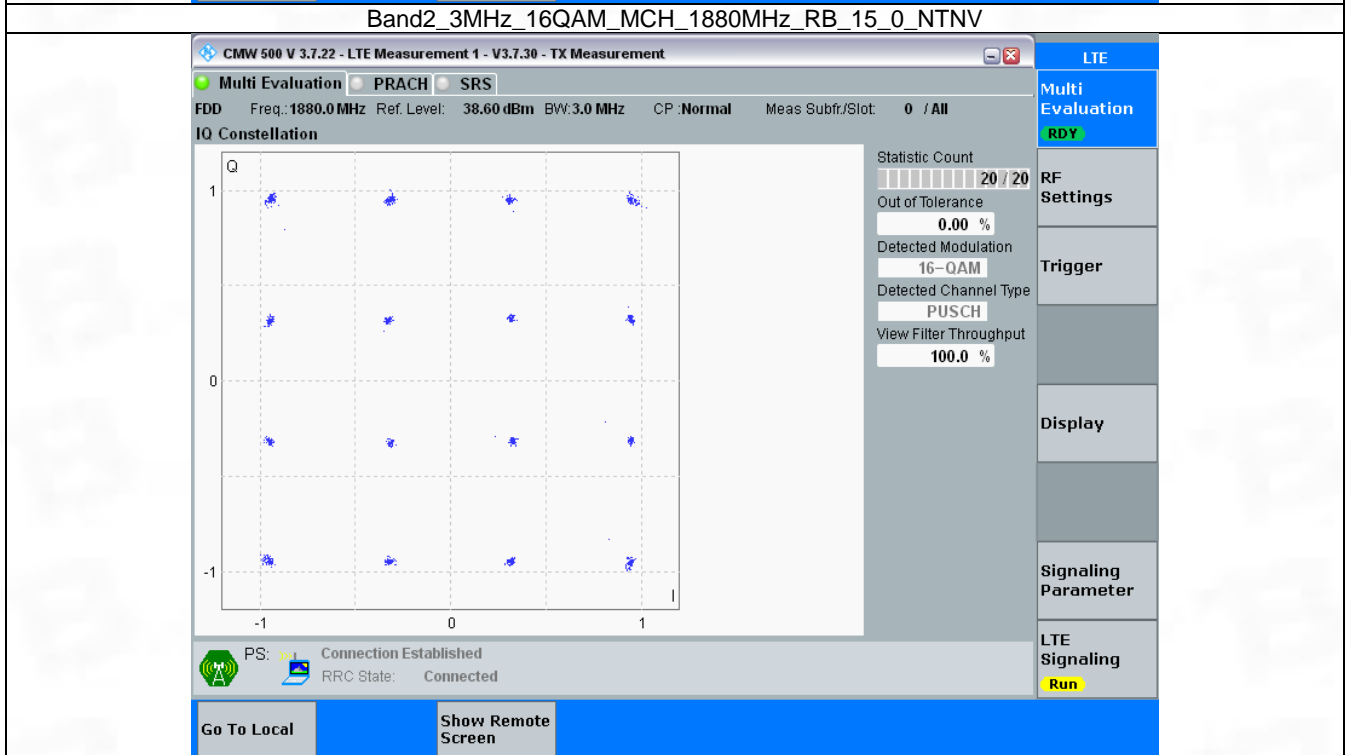 Band2_3MHz_16QAM_MCH_1880MHz_RB_15_0_NTNV
CMW 500 V 3.7.22 - LTE Measurement 1 - V3.7.30 - TX Measurement
LTE
Multi Evaluation PRACH SRS
FDD Freq.:1880.0 MHz Ref. Level: 38.60 dBm BW:3.0 MHz CP :Normal Meas Subfr./Slot: 0 / All
IQ Constellation
Q
1
0
-1
I
-1 0 1
Statistic Count
20 / 20
Out of Tolerance
0.00 %
Detected Modulation
16-QAM
Detected Channel Type
PUSCH
View Filter Throughput
100.0 %
Multi
Evaluation
RDY
RF
Settings
Trigger
Display
Signaling
Parameter
LTE
Signaling
Run
PS: Connection Established
RRC State: Connected
Go To Local
Show Remote
Screen